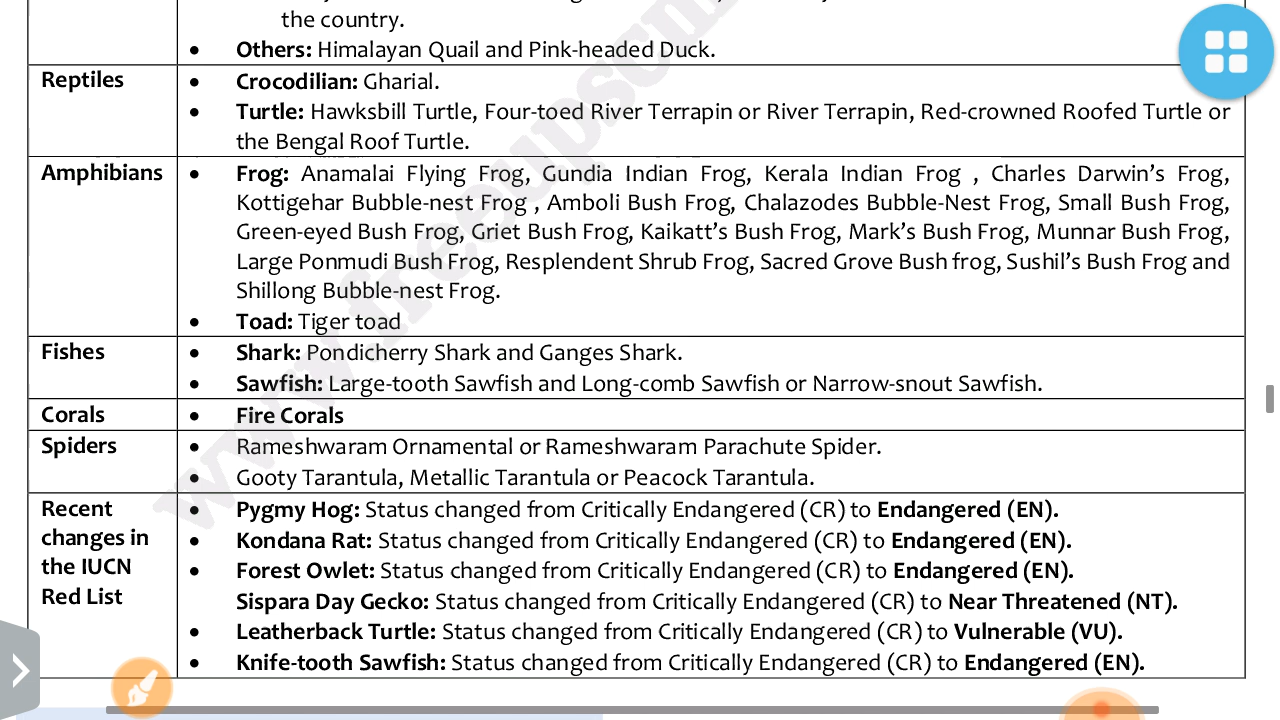 the country.
• Others: Himalayan Quail and Pink-headed Duck.
Reptiles
• Crocodilian: Gharial.
• Turtle: Hawksbill Turtle, Four-toed River Terrapin or River Terrapin, Red-crowned Roofed Turtle or
the Bengal Roof Turtle.
Amphibians
• Frog: Anamalai Flying Frog, Gundia Indian Frog, Kerala Indian Frog , Charles Darwin’s Frog,
Kottigehar Bubble-nest Frog , Amboli Bush Frog, Chalazodes Bubble-Nest Frog, Small Bush Frog,
Green-eyed Bush Frog, Griet Bush Frog, Kaikatt’s Bush Frog, Mark’s Bush Frog, Munnar Bush Frog,
Large Ponmudi Bush Frog, Resplendent Shrub Frog, Sacred Grove Bush frog, Sushil’s Bush Frog and
Shillong Bubble-nest Frog.
• Toad: Tiger toad
Fishes
• Shark: Pondicherry Shark and Ganges Shark.
• Sawfish: Large-tooth Sawfish and Long-comb Sawfish or Narrow-snout Sawfish.
Corals
• Fire Corals
Spiders
• Rameshwaram Ornamental or Rameshwaram Parachute Spider.
• Gooty Tarantula, Metallic Tarantula or Peacock Tarantula.
Recent
changes in
the IUCN
Red List
• Pygmy Hog: Status changed from Critically Endangered (CR) to Endangered (EN).
• Kondana Rat: Status changed from Critically Endangered (CR) to Endangered (EN).
• Forest Owlet: Status changed from Critically Endangered (CR) to Endangered (EN).
Sispara Day Gecko: Status changed from Critically Endangered (CR) to Near Threatened (NT).
• Leatherback Turtle: Status changed from Critically Endangered (CR) to Vulnerable (VU).
• Knife-tooth Sawfish: Status changed from Critically Endangered (CR) to Endangered (EN).